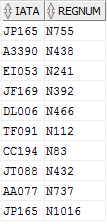 IATA REGNUM
JP165 N755
A3390 N438
EI053 N241
JF169 N392
DL006 N466
TF091 N112
CC194 N83
JT088 N432
AA077 N737
JP165 N1016